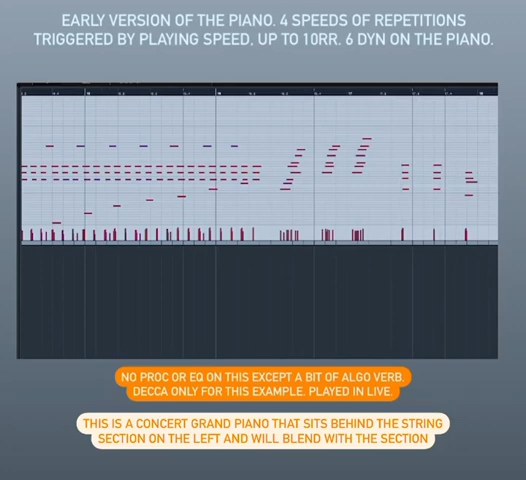 EARLY VERSION OF THE PIANO. 4 SPEEDS OF REPETITIONS
TRIGGERED BY PLAYING SPEED, UP TO 10RR. 6 DYN ON THE PIANO.
NO PROC OR EQ ON THIS EXCEPT A BIT OF ALGO VERB.
DECCA ONLY FOR THIS EXAMPLE. PLAYED IN LIVE.
THIS IS A CONCERT GRAND PIANO THAT SITS BEHIND THE STRING
SECTION ON THE LEFT AND WILL BLEND WITH THE SECTION